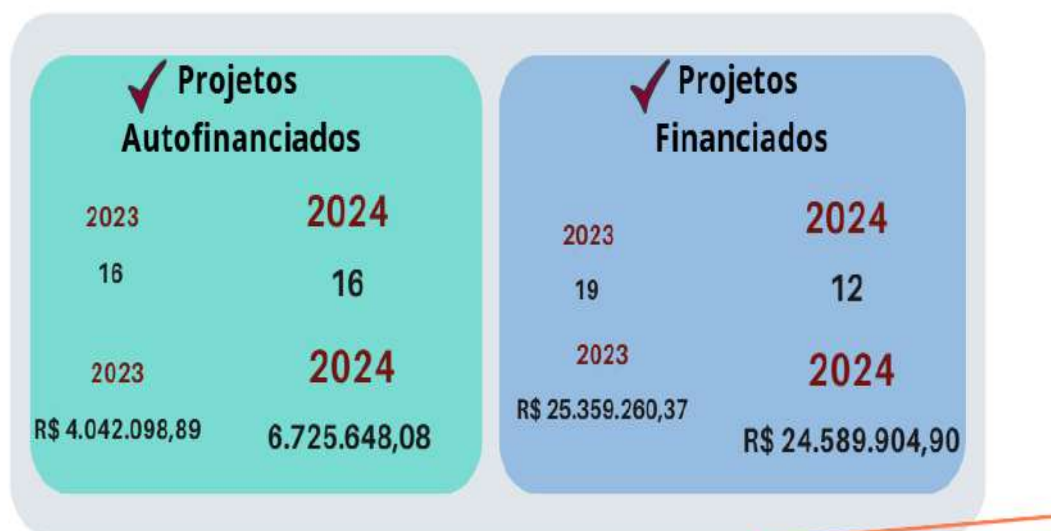 Projetos
Autofinanciados
2023 2024
16 16
2023 2024
R$ 4.042.098,89 6.725.648,08
Projetos
Financiados
2023 2024
19 12
2023 2024
R$ 25.359.260,37 R$ 24.589.904,90